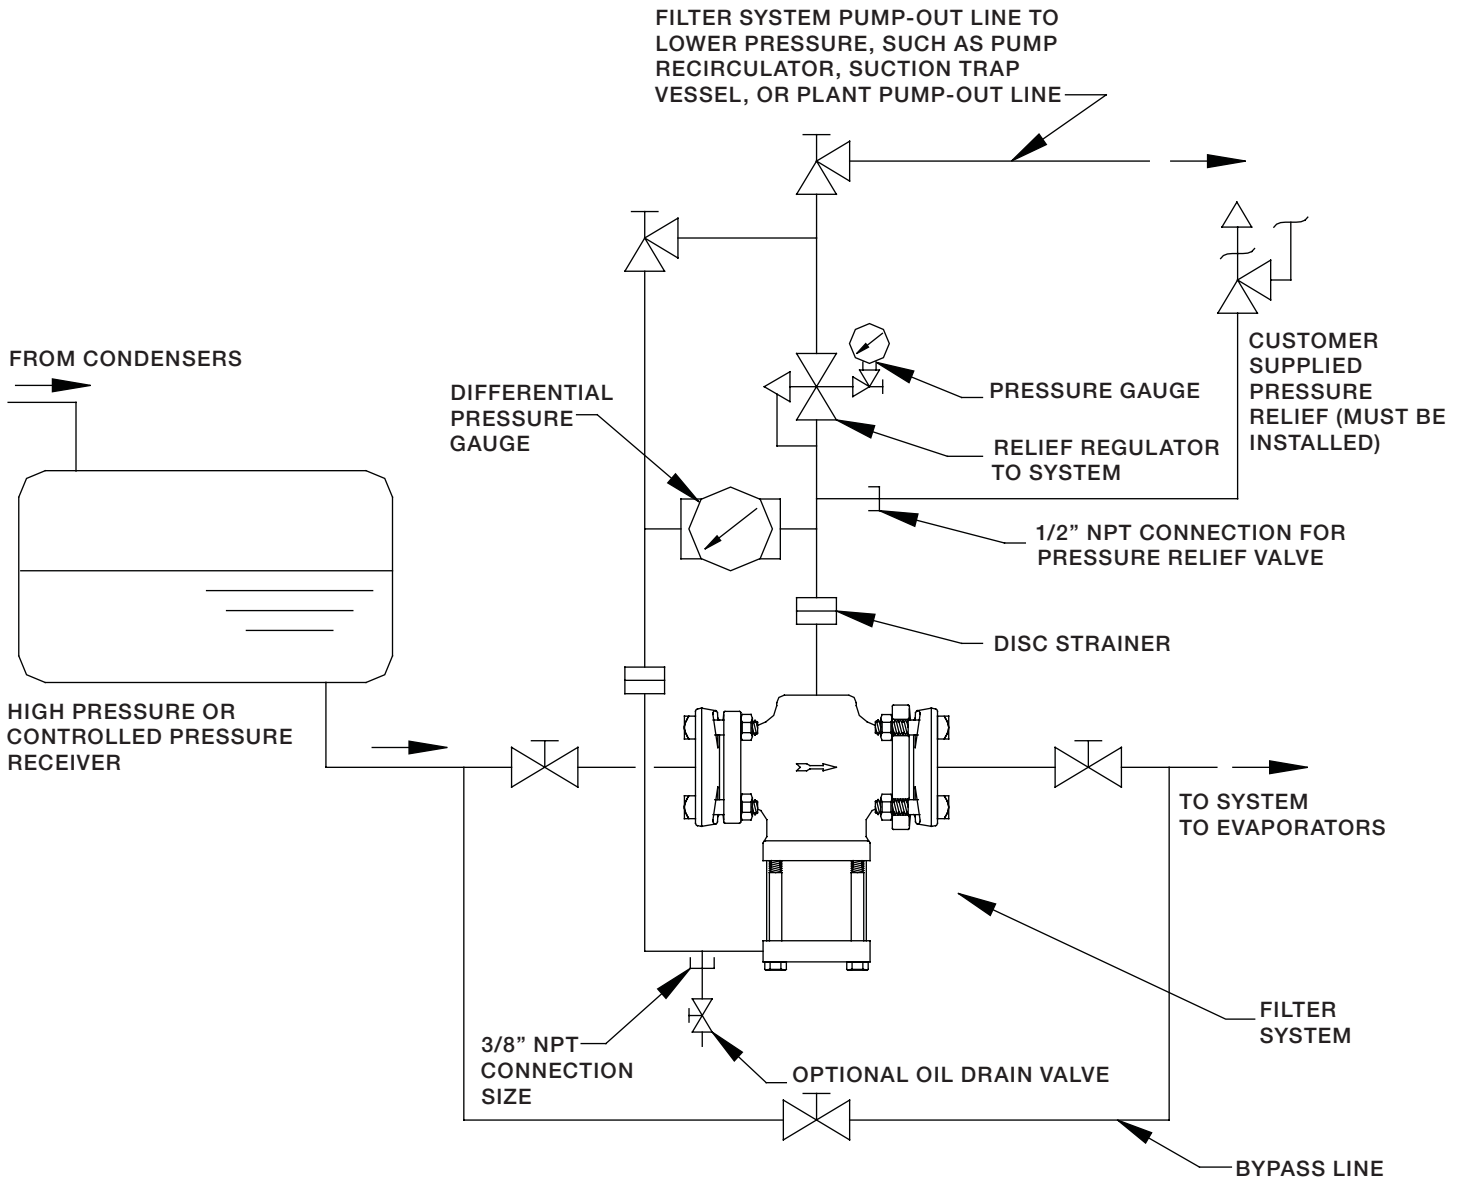 FILTER SYSTEM PUMP-OUT LINE TO
LOWER PRESSURE, SUCH AS PUMP
RECIRCULATOR, SUCTION TRAP
VESSEL, OR PLANT PUMP-OUT LINE
FROM CONDENSERS
DIFFERENTIAL
PRESSURE
GAUGE
PRESSURE GAUGE
RELIEF REGULATOR
TO SYSTEM
CUSTOMER
SUPPLIED
PRESSURE
RELIEF (MUST BE
INSTALLED)
1/2” NPT CONNECTION FOR
PRESSURE RELIEF VALVE
DISC STRAINER
HIGH PRESSURE OR
CONTROLLED PRESSURE
RECEIVER
TO SYSTEM
TO EVAPORATORS
FILTER
SYSTEM
3/8” NPT
CONNECTION
SIZE
OPTIONAL OIL DRAIN VALVE
BYPASS LINE